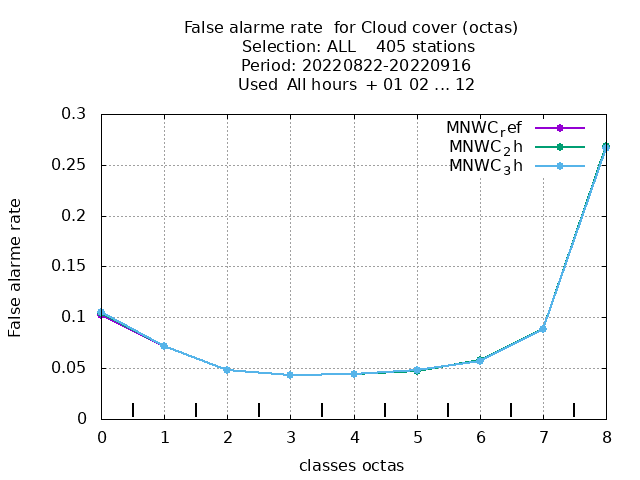 False alarme rate  for Cloud cover (octas)
Selection: ALL    405 stations
Period: 20220822-20220916
Used  All hours  + 01 02 ... 12
0.3
MNWC_ref
MNWC_2h
MNWC_3h
0.25
0.2
0.15
0.1
0.05
0
False alarme rate
0 1 2 3 4 5 6 7 8
classes octas